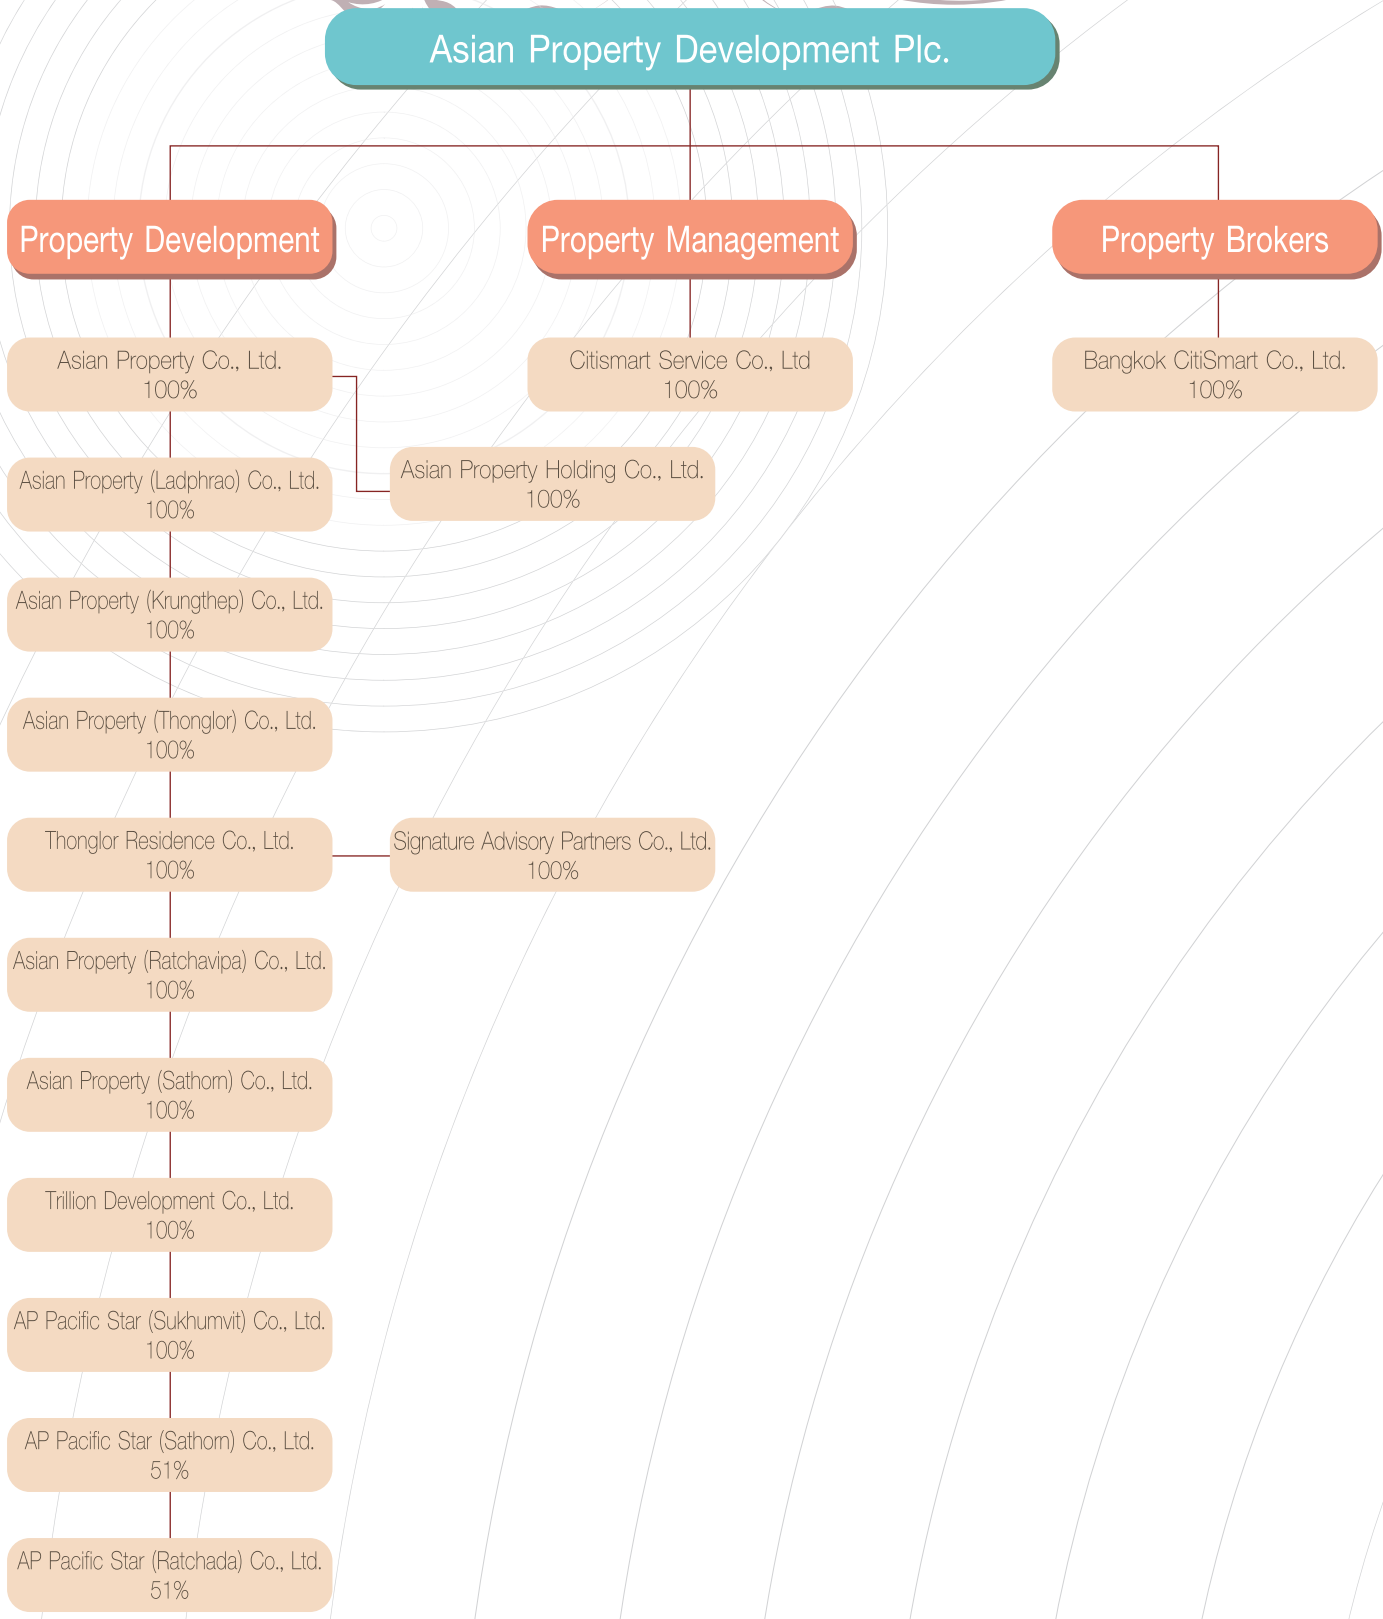 Asian Property Development Plc.
Property Development
Property Management
Property Brokers
Asian Property Co., Ltd.
100%
Citismart Service Co., Ltd
100%
Bangkok CitiSmart Co., Ltd.
100%
Asian Property Holding Co., Ltd.
100%
Asian Property (Ladphrao) Co., Ltd.
100%
Asian Property (Krungthep) Co., Ltd.
100%
Asian Property (Thonglor) Co., Ltd.
100%
Thonglor Residence Co., Ltd.
100%
Signature Advisory Partners Co., Ltd.
100%
Asian Property (Ratchavipa) Co., Ltd.
100%
Asian Property (Sathorn) Co., Ltd.
100%
Trillion Development Co., Ltd.
100%
AP Pacific Star (Sukhumvit) Co., Ltd.
100%
AP Pacific Star (Sathorn) Co., Ltd.
51%
AP Pacific Star (Ratchada) Co., Ltd.
51%